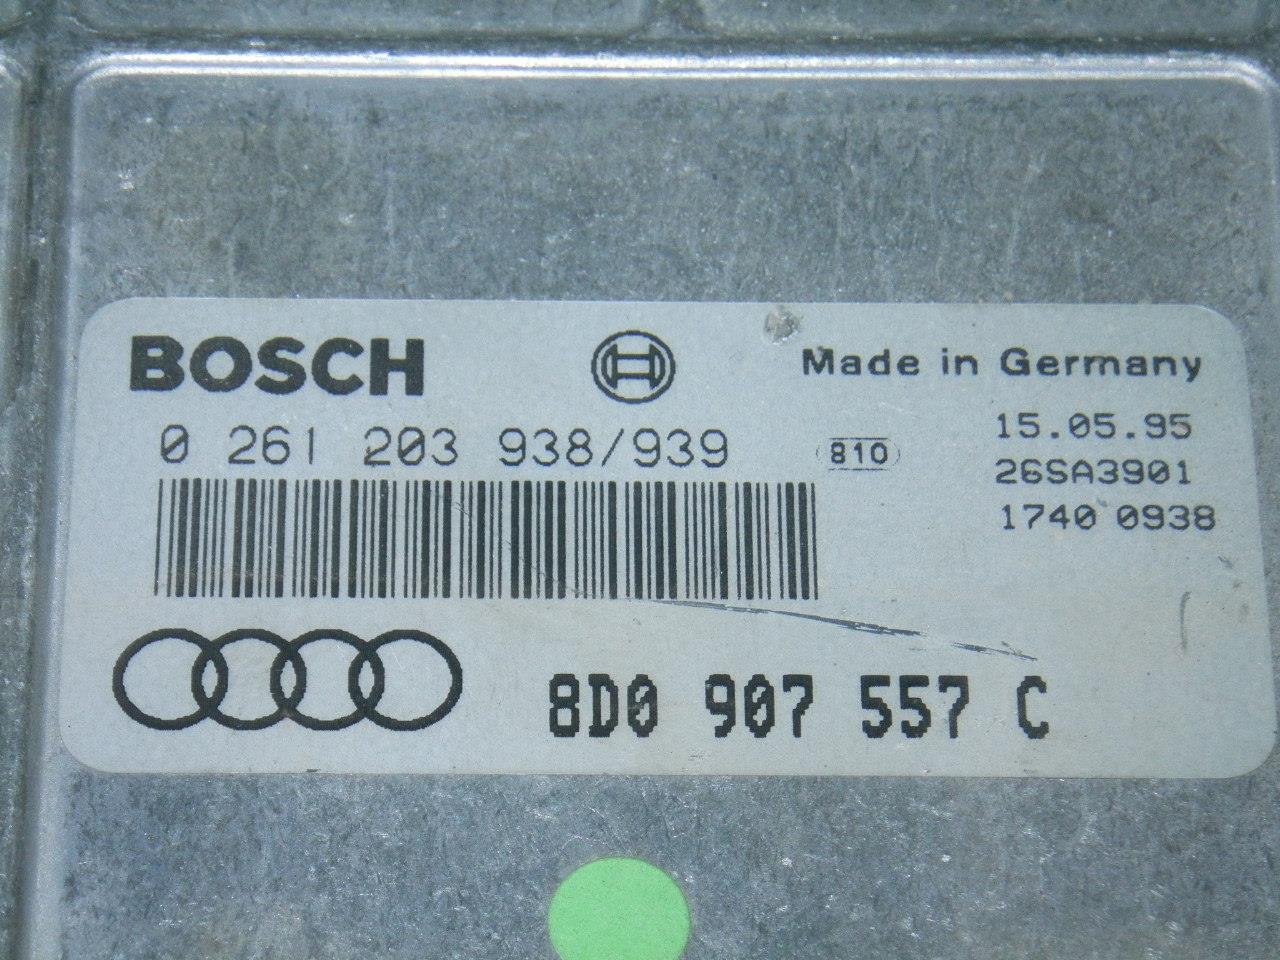 BOSCH
Made in Germany
0 261 203 938/939
810
15.05.95
26SA3901
1740 0938
8D0 907 557 C